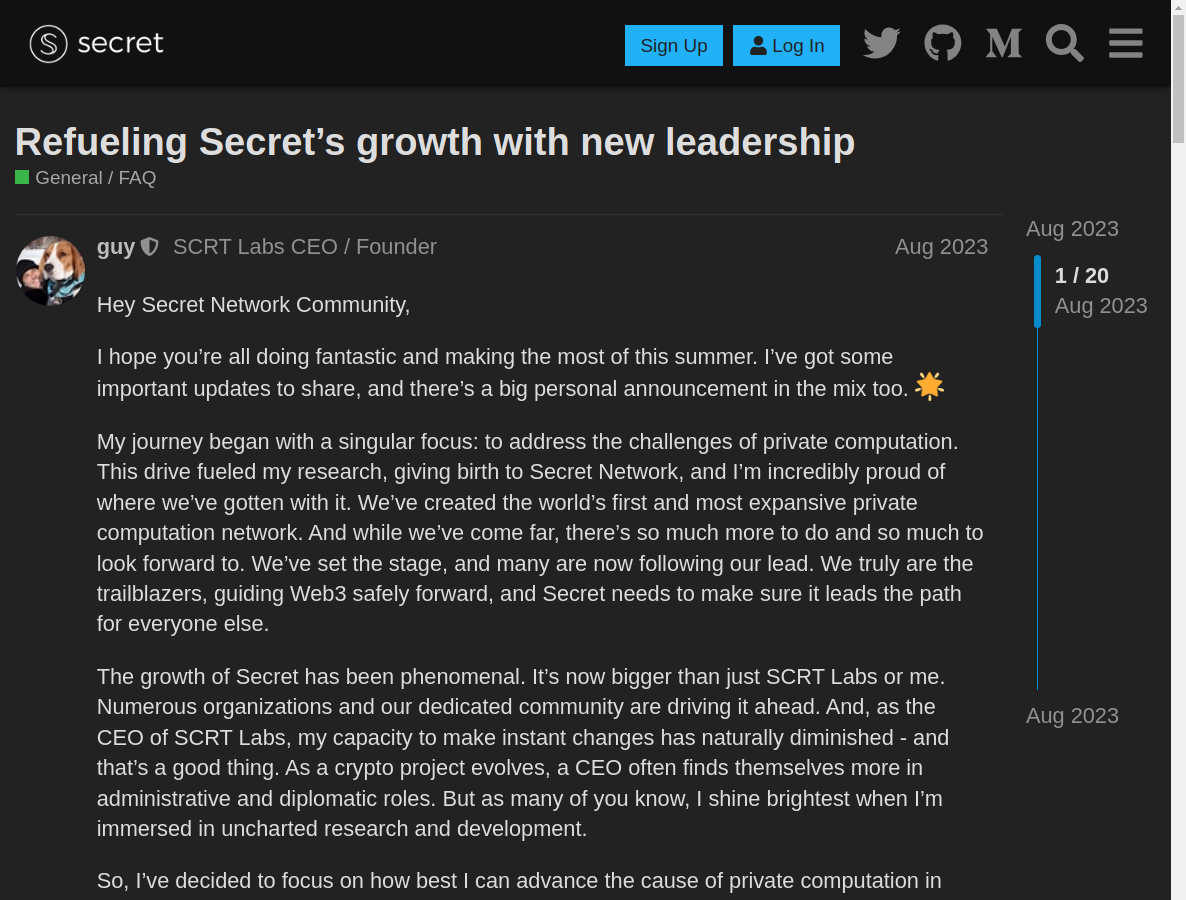 secret
Sign Up
Log In
Refueling Secret’s growth with new leadership
General / FAQ
guy SCRT Labs CEO / Founder Aug 2023
Hey Secret Network Community,
I hope you’re all doing fantastic and making the most of this summer. I’ve got some
important updates to share, and there’s a big personal announcement in the mix too.
My journey began with a singular focus: to address the challenges of private computation.
This drive fueled my research, giving birth to Secret Network, and I’m incredibly proud of
where we’ve gotten with it. We’ve created the world’s first and most expansive private
computation network. And while we’ve come far, there’s so much more to do and so much to
look forward to. We’ve set the stage, and many are now following our lead. We truly are the
trailblazers, guiding Web3 safely forward, and Secret needs to make sure it leads the path
for everyone else.
The growth of Secret has been phenomenal. It’s now bigger than just SCRT Labs or me.
Numerous organizations and our dedicated community are driving it ahead. And, as the
CEO of SCRT Labs, my capacity to make instant changes has naturally diminished - and
that’s a good thing. As a crypto project evolves, a CEO often finds themselves more in
administrative and diplomatic roles. But as many of you know, I shine brightest when I’m
immersed in uncharted research and development.
So, I’ve decided to focus on how best I can advance the cause of private computation in
Aug 2023
1 / 20
Aug 2023
Aug 2023